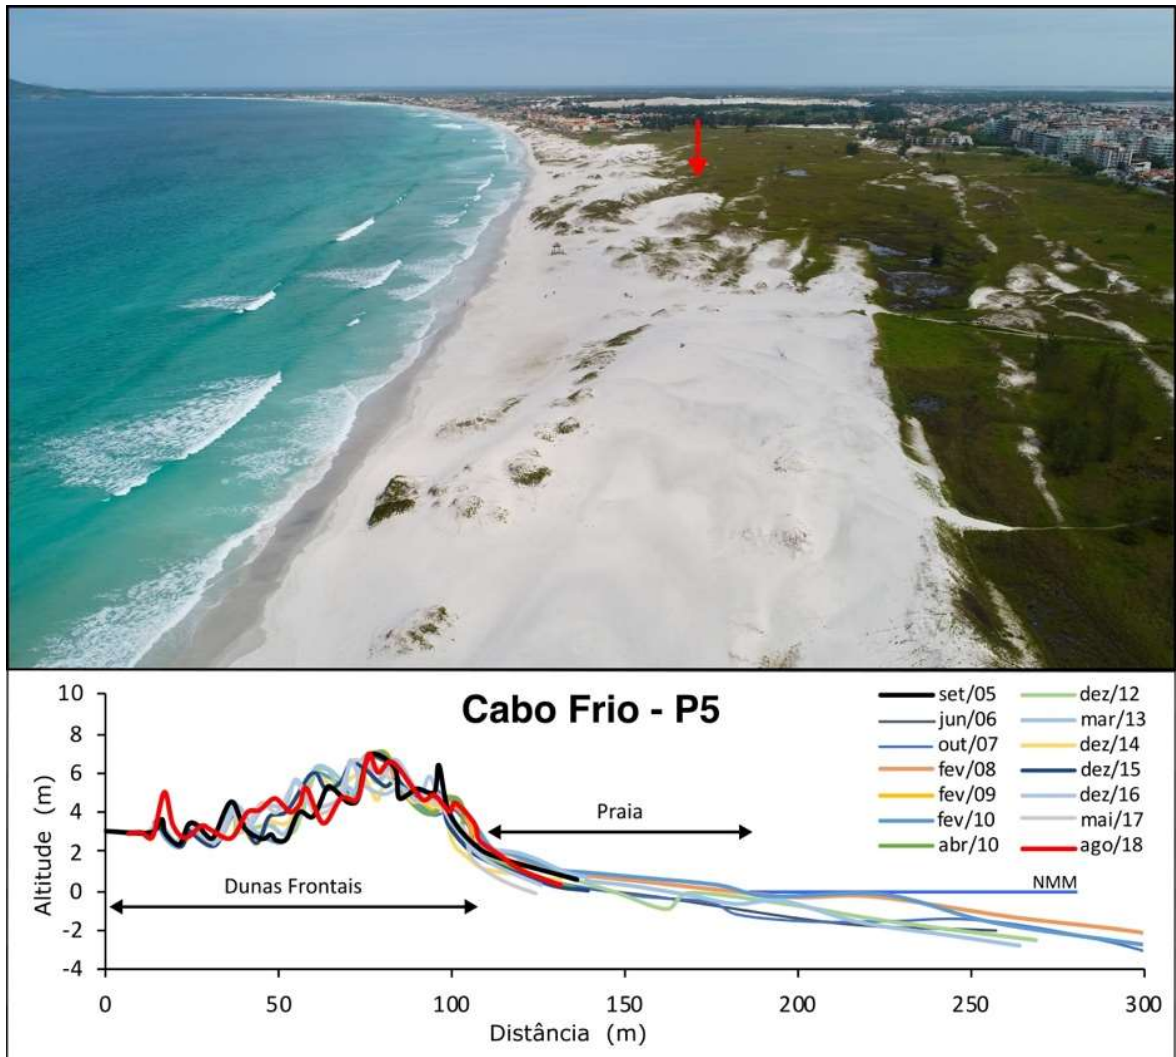 Cabo Frio - P5
Altitude (m)
10
8
6
4
2
0
-2
-4
Dunas Frontais
Praia
NMM
set/05
jun/06
out/07
fev/08
fev/09
fev/10
abr/10
dez/12
mar/13
dez/14
dez/15
dez/16
mai/17
ago/18
0 50 100 150 200 250 300
Distância (m)